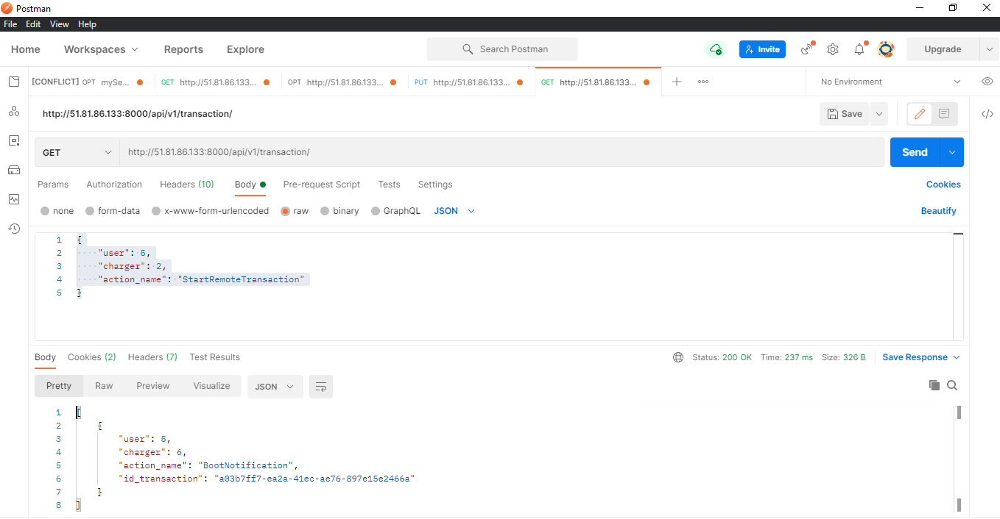 Postman
File Edit View Help
Home Workspaces Reports Explore Search Postman Invite Upgrade
[CONFLICT] OPT mySe... GET http://51.81.86.133... OPT http://51.81.86.133... PUT http://51.81.86.133... GET http://51.81.86.133... No Environment
http://51.81.86.133:8000/api/v1/transaction/ Save
GET http://51.81.86.133:8000/api/v1/transaction/ Send
Params Authorization Headers (10) Body Pre-request Script Tests Settings Cookies
none form-data x-www-form-urlencoded raw binary GraphQL JSON Beautify
1 {
2 "user": 5,
3 "charger": 2,
4 "action_name": "StartRemoteTransaction"
5 }
Body Cookies (2) Headers (7) Test Results Status: 200 OK Time: 237 ms Size: 326 B Save Response
Pretty Raw Preview Visualize JSON
1 [
2 {
3 "user": 5,
4 "charger": 6,
5 "action_name": "BootNotification",
6 "id_transaction": "a03b7ff7-ea2a-41ec-ae76-897e15e2466a"
7 }
8 ]